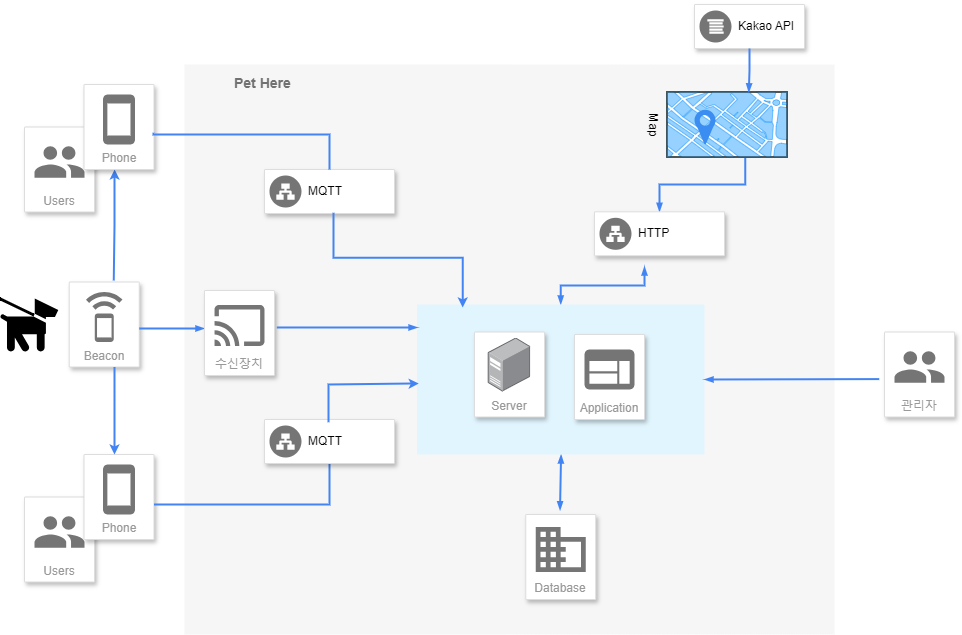 Kakao API
Pet Here
Map
Phone
Users
MQTT
HTTP
Beacon
수신장치
Server
Application
관리자
MQTT
Phone
Users
Database